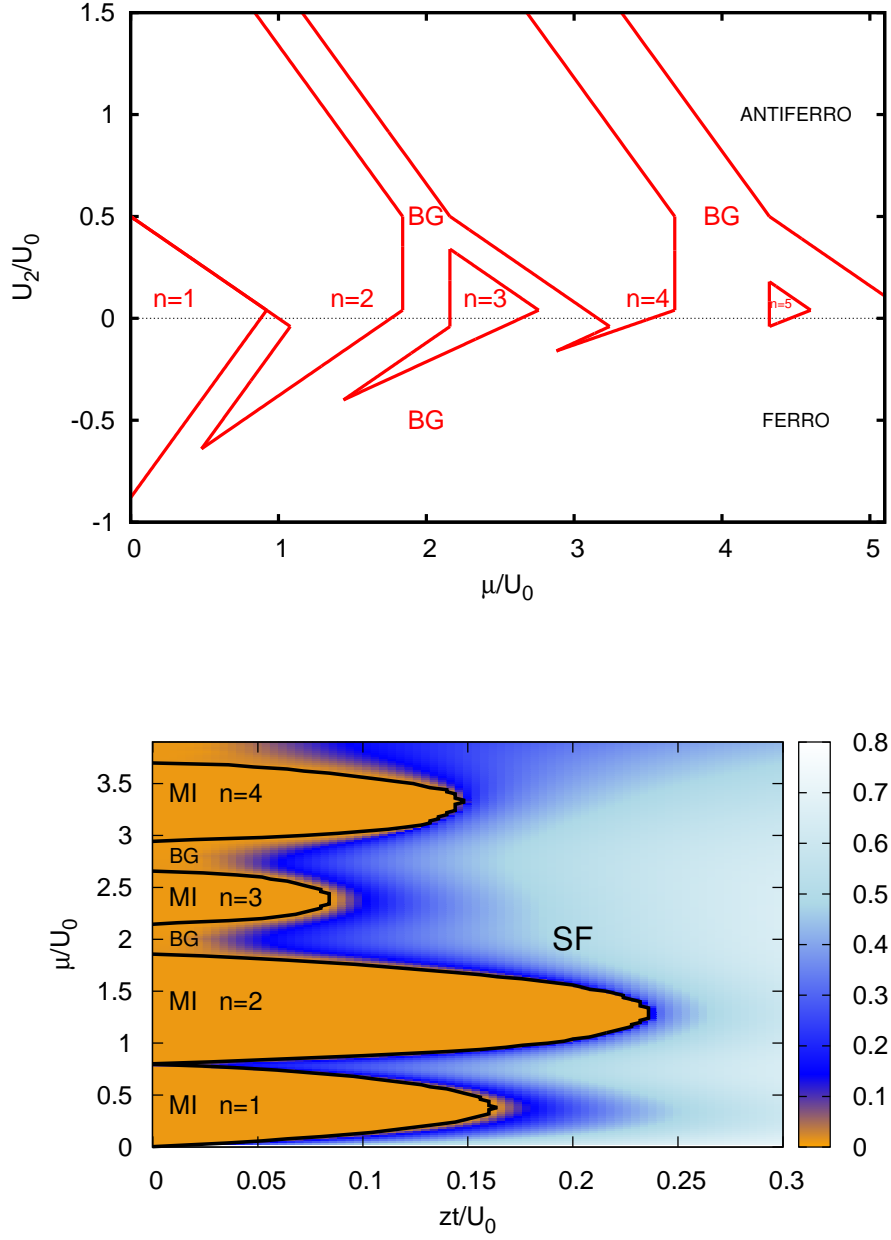 1.5
1
ANTIFERRO
0.5
BG
BG
U2/U0
n=1
n=2
n=3
n=4
n=5
0
-0.5
BG
FERRO
-1
0
1
2
3
4
5
μ/U0
0.8
3.5
MI n=4
0.7
3
BG
0.6
2.5
MI n=3
0.5
2
BG
SF
μ/U0
0.4
1.5
MI n=2
0.3
1
0.2
0.5
MI n=1
0.1
0
0
0
0.05
0.1
0.15
0.2
0.25
0.3
zt/U0